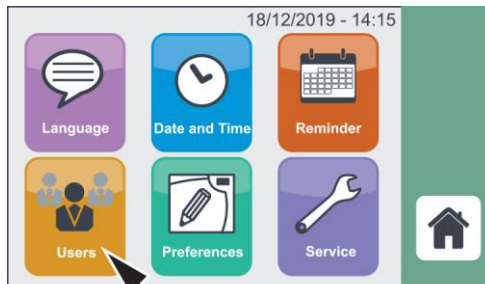 18/12/2019 - 14:15
Language
Date and Time
Reminder
Users
Preferences
Service